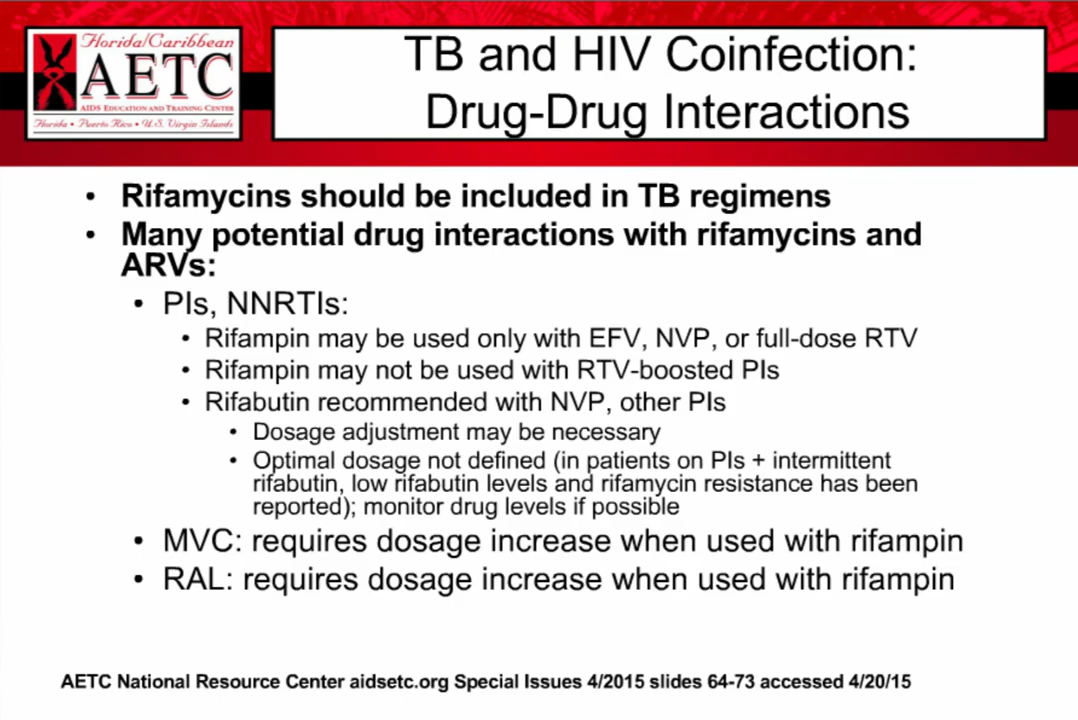 Florida/Caribbean
AETC
AIDS EDUCATION AND TRAINING CENTER
Florida • Puerto Rico • U.S. Virgin Islands
TB and HIV Coinfection:
Drug-Drug Interactions
• Rifamycins should be included in TB regimens
• Many potential drug interactions with rifamycins and
ARVs:
• PIs, NNRTIs:
• Rifampin may be used only with EFV, NVP, or full-dose RTV
• Rifampin may not be used with RTV-boosted PIs
• Rifabutin recommended with NVP, other PIs
• Dosage adjustment may be necessary
• Optimal dosage not defined (in patients on PIs + intermittent
rifabutin, low rifabutin levels and rifamycin resistance has been
reported); monitor drug levels if possible
• MVC: requires dosage increase when used with rifampin
• RAL: requires dosage increase when used with rifampin
AETC National Resource Center aidsetc.org Special Issues 4/2015 slides 64-73 accessed 4/20/15